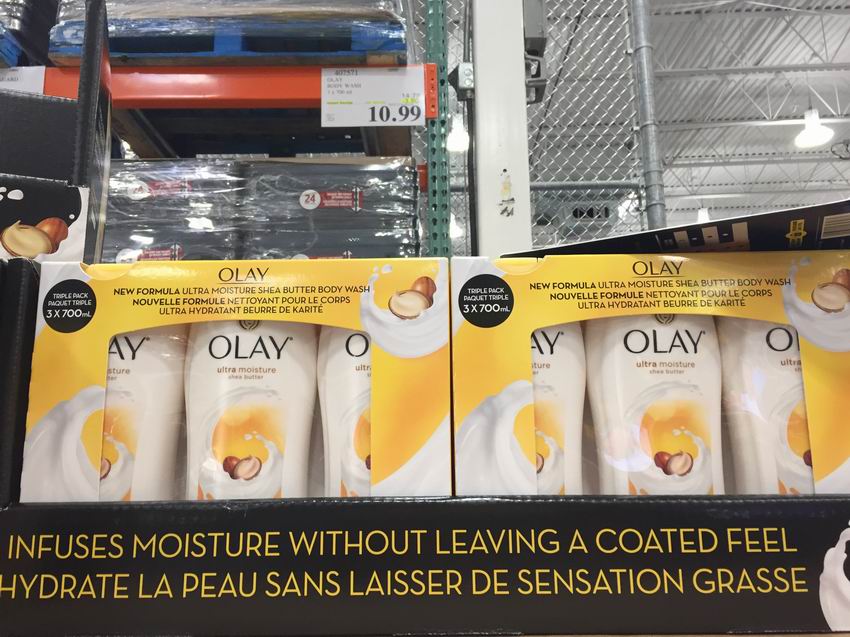 407571
OLAY
BODY WASH
3 x 700 ml
10.99
24
OLAY
NEW FORMULA ULTRA MOISTURE SHEA BUTTER BODY WASH
NOUVELLE FORMULE NETTOYANT POUR LE CORPS
ULTRA HYDRATANT BEURRE DE KARITÉ
TRIPLE PACK
PAQUET TRIPLE
3 X 700mL
OLAY
NEW FORMULA ULTRA MOISTURE SHEA BUTTER BODY WASH
NOUVELLE FORMULE NETTOYANT POUR LE CORPS
ULTRA HYDRATANT BEURRE DE KARITÉ
TRIPLE PACK
PAQUET TRIPLE
3 X 700mL
AY
OLAY
ultra moisture
shea butter
O
AY
OLAY
ultra moisture
shea butter
OL
INFUSES MOISTURE WITHOUT LEAVING A COATED FEEL
HYDRATE LA PEAU SANS LAISSER DE SENSATION GRASSE